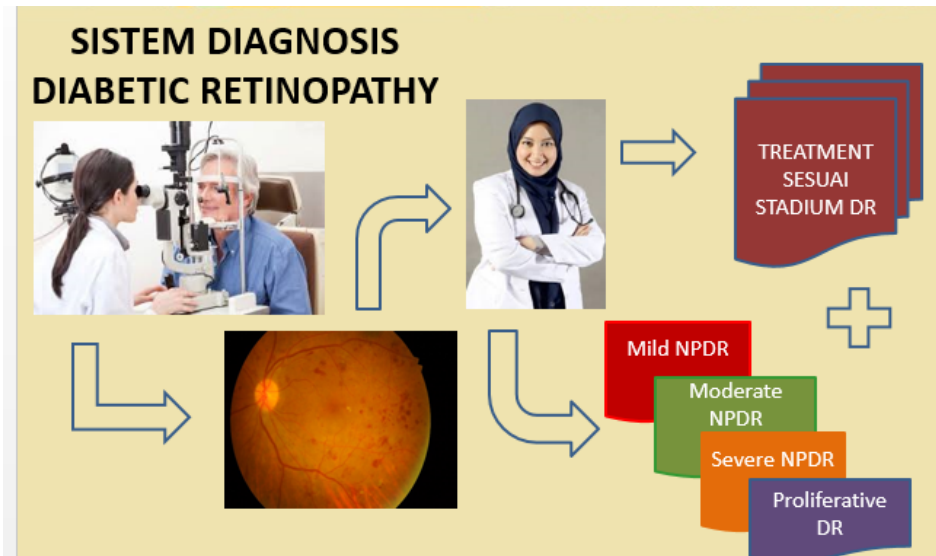 SISTEM DIAGNOSIS
DIABETIC RETINOPATHY
TREATMENT
SESUAI
STADIUM DR
Mild NPDR
Moderate
NPDR
Severe NPDR
Proliferative
DR